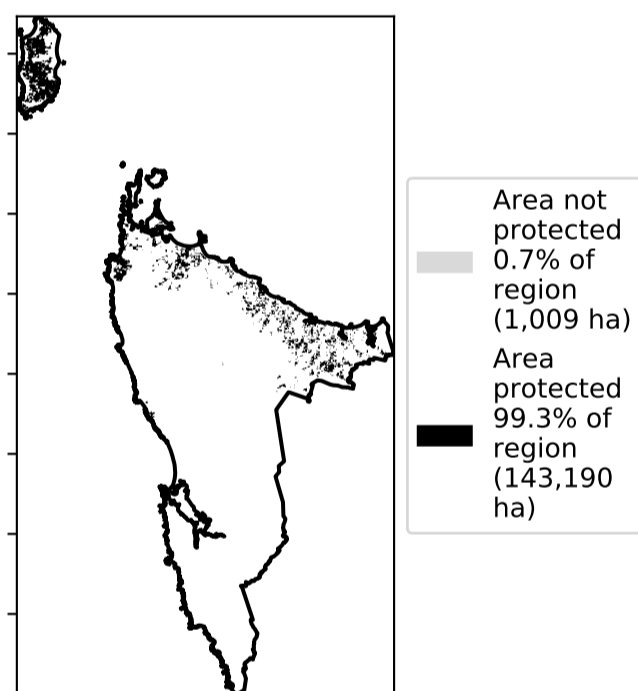 Area not
protected
0.7% of
region
(1,009 ha)
Area
protected
99.3% of
region
(143,190
ha)